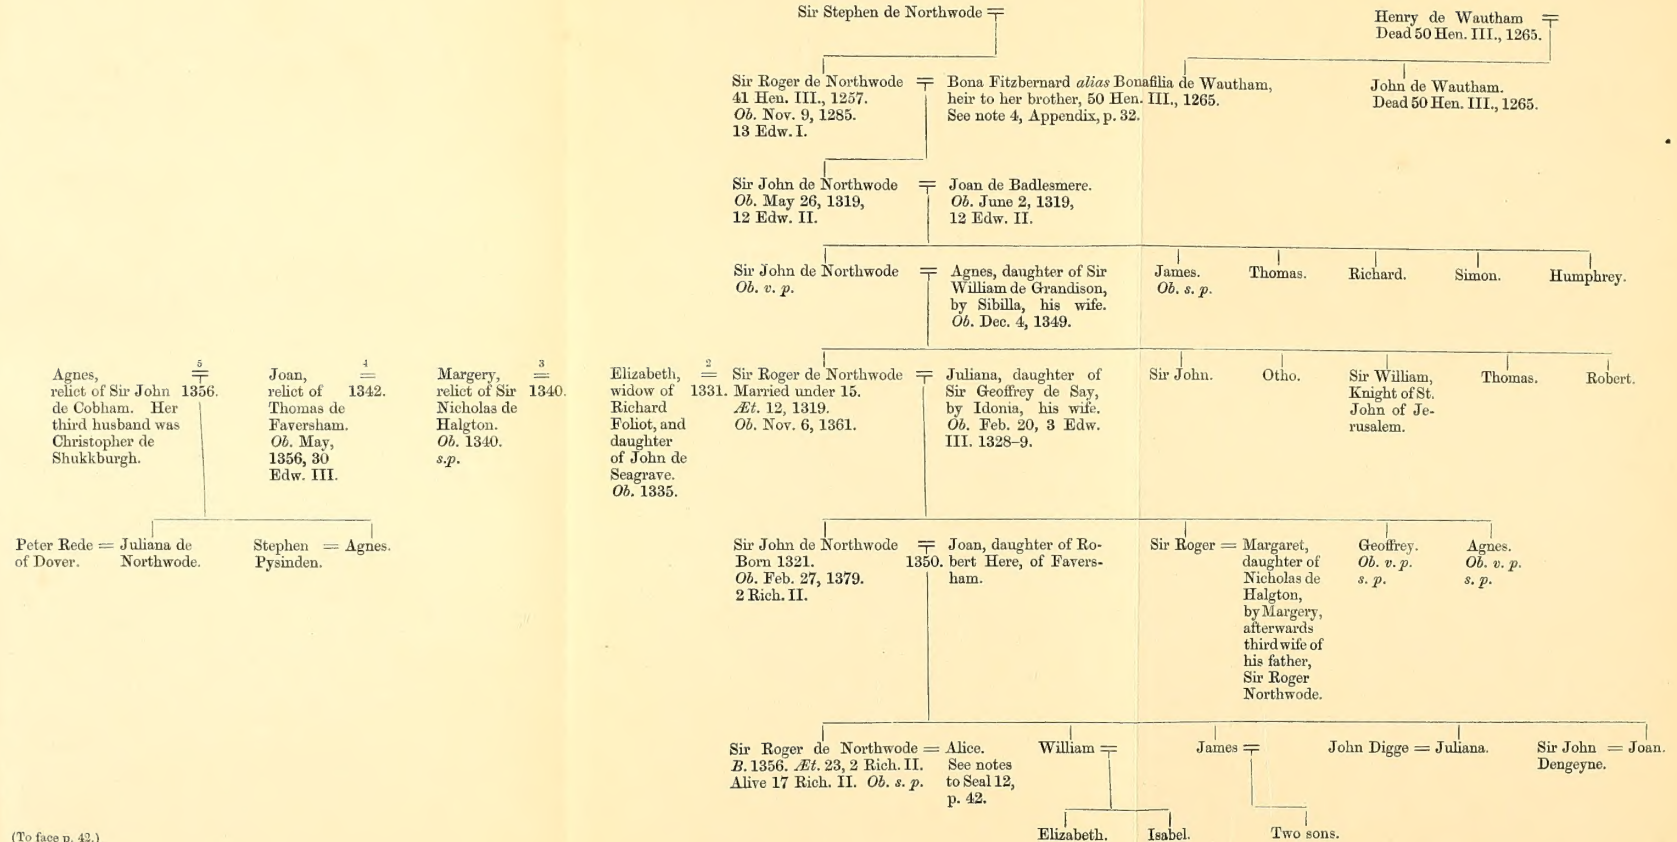 Sir Stephen de Northwode
Henry de Wautham
Dead 50 Hen. III., 1265.
Sir Roger de Northwode
41 Hen. III., 1257.
Ob. Nov. 9, 1285.
13 Edw. I.
Bona Fitzbernard alias Bonafilia de Wautham,
heir to her brother, 50 Hen. III., 1265.
See note 4, Appendix, p. 32.
John de Wautham.
Dead 50 Hen. III., 1265.
Sir John de Northwode
Ob. May 26, 1319,
12 Edw. II.
Joan de Badlesmere.
Ob. June 2, 1319,
12 Edw. II.
Sir John de Northwode
Ob. v. p.
Agnes, daughter of Sir
William de Grandison,
by Sibilla, his wife.
Ob. Dec. 4, 1349.
James.
Ob. s. p.
Thomas.
Richard.
Simon.
Humphrey.
Agnes,
relict of Sir John
de Cobham. Her
third husband was
Christopher de
Shukkburgh.
5
1356.
Joan,
relict of
Thomas de
Faversham.
Ob. May,
1356, 30
Edw. III.
4
1342.
Margery,
relict of Sir
Nicholas de
Halgton.
Ob. 1340.
s.p.
3
1340.
Elizabeth,
widow of
Richard
Foliot, and
daughter
of John de
Seagrave.
Ob. 1335.
2
1331.
Sir Roger de Northwode
Married under 15.
Æt. 12, 1319.
Ob. Nov. 6, 1361.
Juliana, daughter of
Sir Geoffrey de Say,
by Idonia, his wife.
Ob. Feb. 20, 3 Edw.
III. 1328–9.
Sir John.
Otho.
Sir William,
Knight of St.
John of Je-
rusalem.
Thomas.
Robert.
Peter Rede = Juliana de
of Dover. Northwode.
Stephen = Agnes.
Pysinden.
Sir John de Northwode
Born 1321.
Ob. Feb. 27, 1379.
2 Rich. II.
1350.
Joan, daughter of Ro-
bert Here, of Favers-
ham.
Sir Roger = Margaret,
daughter of
Nicholas de
Halgton,
by Margery,
afterwards
third wife of
his father,
Sir Roger
Northwode.
Geoffrey.
Ob. v. p.
s. p.
Agnes.
Ob. v. p.
s. p.
Sir Roger de Northwode = Alice.
B. 1356. Æt. 23, 2 Rich. II.
Alive 17 Rich. II. Ob. s. p.
See notes
to Seal 12,
p. 42.
William
James
John Digge = Juliana.
Sir John = Joan.
Dengeyne.
Elizabeth.
Isabel.
Two sons.
(To face p. 42.)